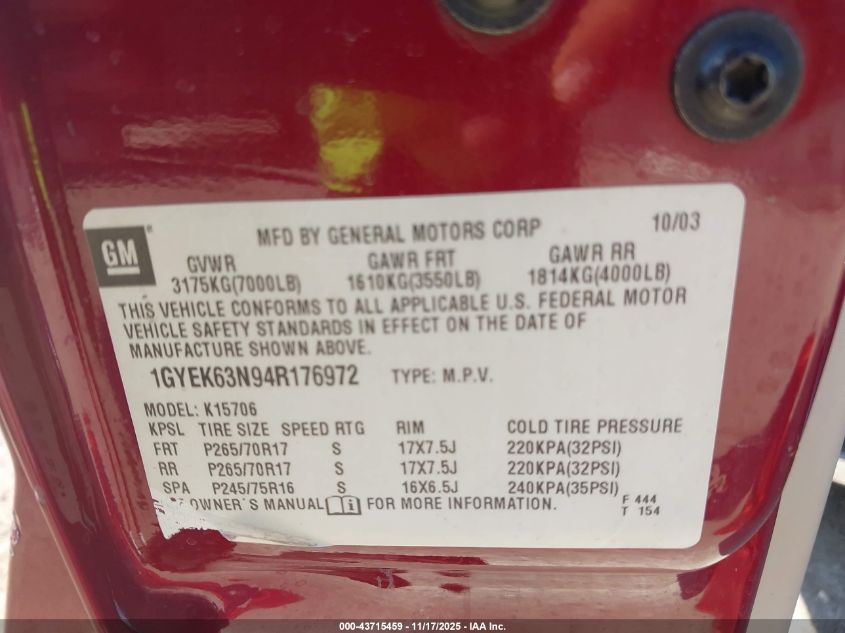 GM
MFD BY GENERAL MOTORS CORP 10/03
GVWR GAWR FRT GAWR RR
3175KG(7000LB) 1610KG(3550LB) 1814KG(4000LB)
THIS VEHICLE CONFORMS TO ALL APPLICABLE U.S. FEDERAL MOTOR
VEHICLE SAFETY STANDARDS IN EFFECT ON THE DATE OF
MANUFACTURE SHOWN ABOVE.
1GYEK63N94R176972 TYPE: M.P.V.
MODEL: K15706
KPSL TIRE SIZE SPEED RTG RIM COLD TIRE PRESSURE
FRT P265/70R17 S 17X7.5J 220KPA(32PSI)
RR P265/70R17 S 17X7.5J 220KPA(32PSI)
SPA P245/75R16 S 16X6.5J 240KPA(35PSI)
OWNER'S MANUAL FOR MORE INFORMATION.
F 444
T 154
000-43715459 - 11/17/2025 - IAA Inc.